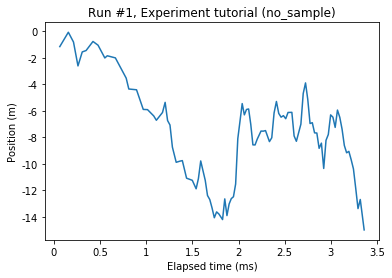 Run #1, Experiment tutorial (no_sample)
Position (m)
0
-2
-4
-6
-8
-10
-12
-14
0 0.5 1 1.5 2 2.5 3 3.5
Elapsed time (ms)